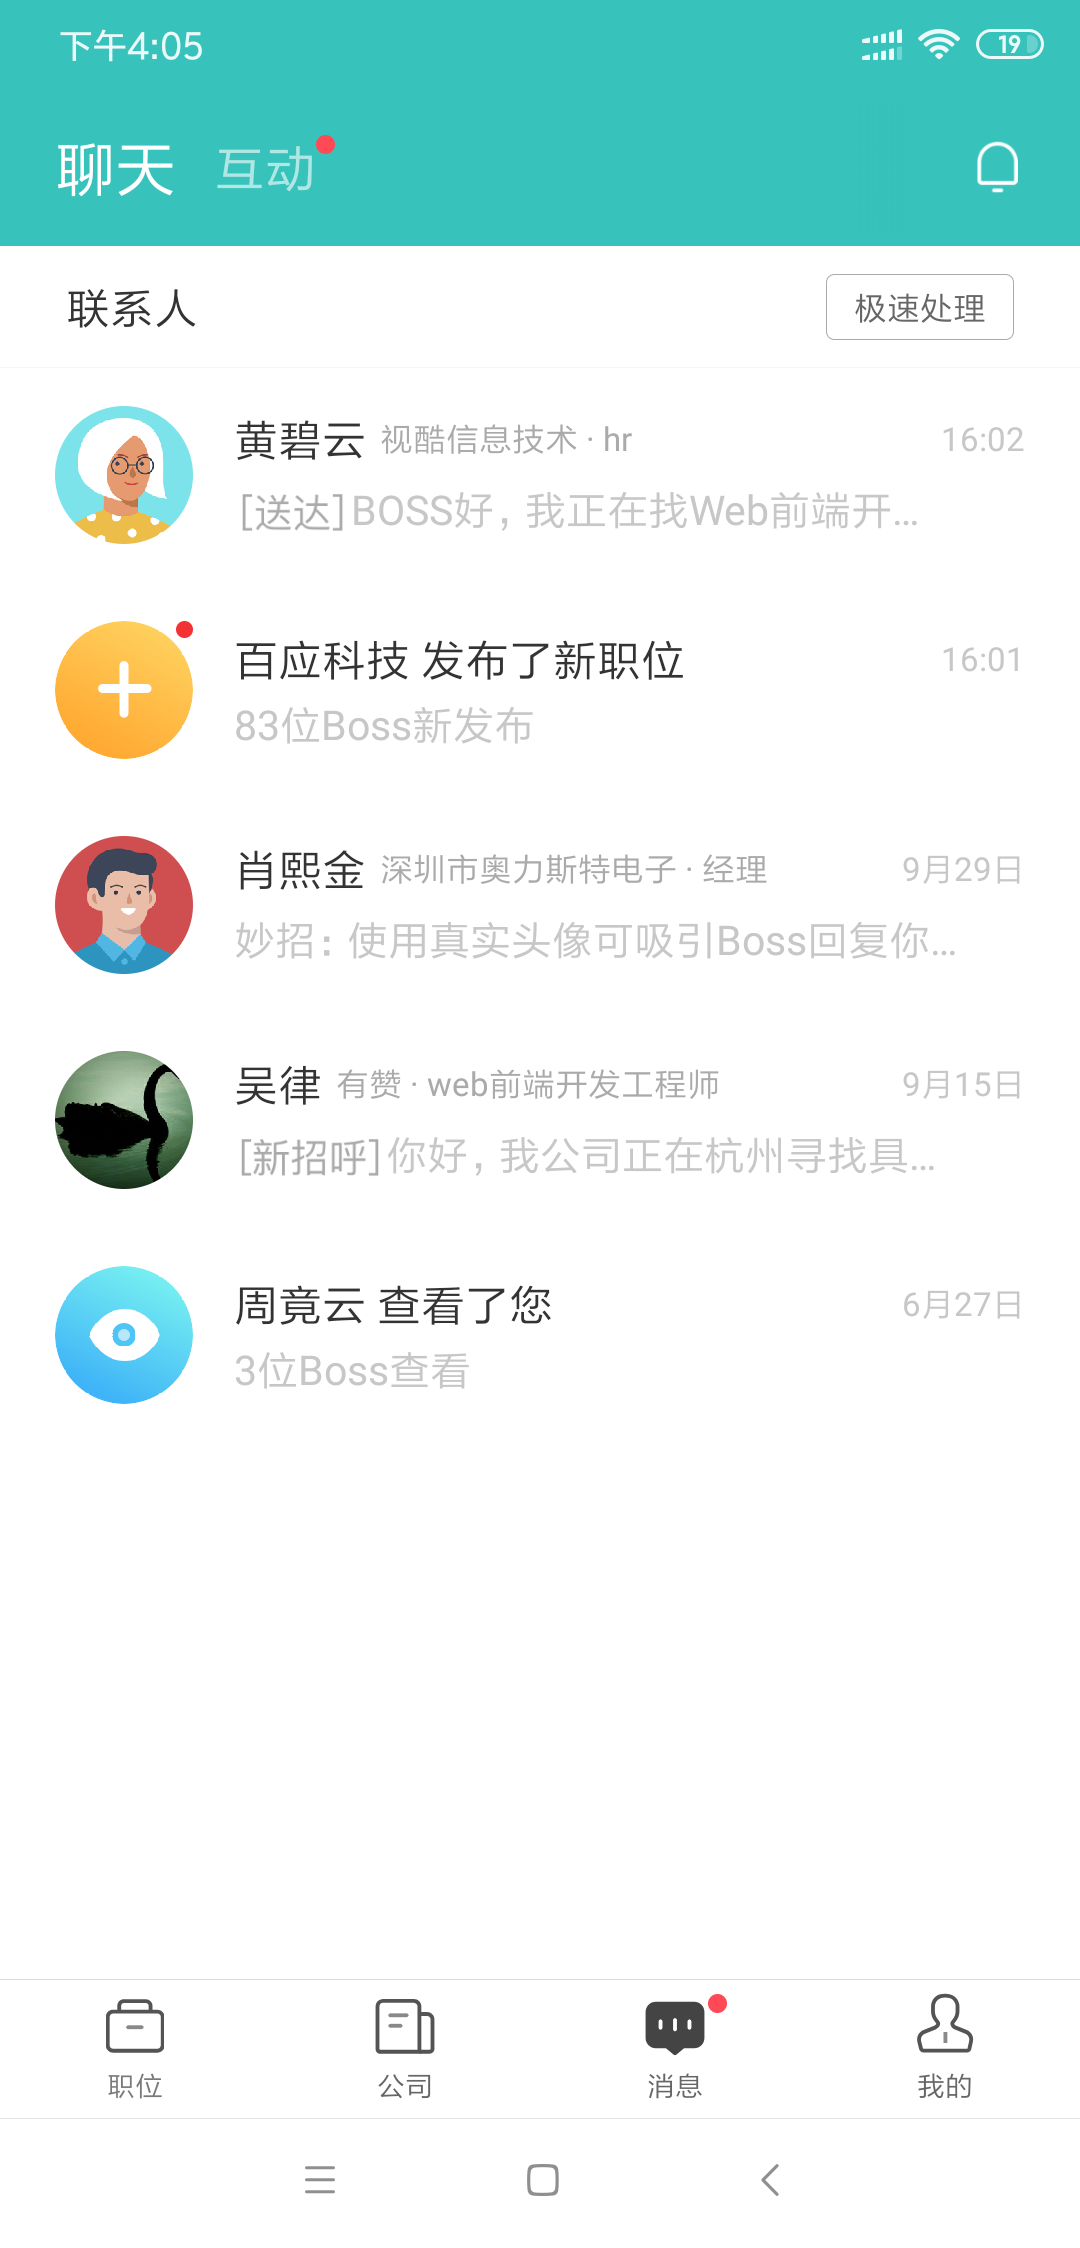 下午4:05
19
聊天 互动
联系人 极速处理
黄碧云 视酷信息技术 · hr 16:02
[送达]BOSS好，我正在找Web前端开...
百应科技 发布了新职位 16:01
83位Boss新发布
肖熙金 深圳市奥力斯特电子 · 经理 9月29日
妙招：使用真实头像可吸引Boss回复你...
吴律 有赞 · web前端开发工程师 9月15日
[新招呼]你好，我公司正在杭州寻找具...
周竟云 查看了您 6月27日
3位Boss查看
职位 公司 消息 我的